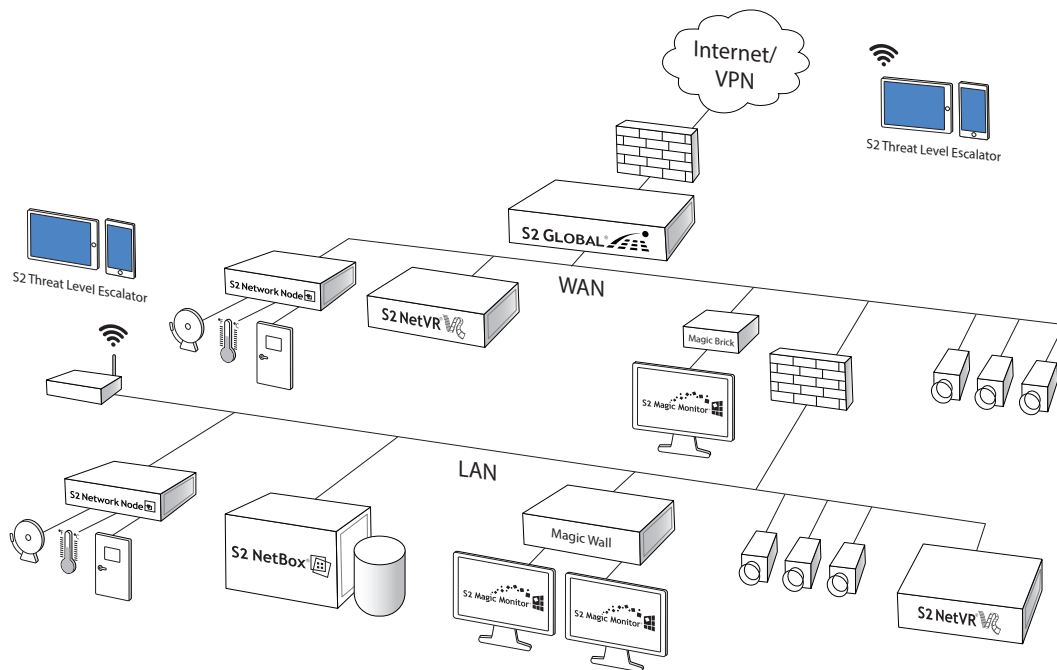 Internet/
VPN
S2 Threat Level Escalator
S2 GLOBAL®
S2 Threat Level Escalator
WAN
S2 Network Node
S2 NetVR®
Magic Brick
S2 Magic Monitor
LAN
S2 Network Node
S2 NetBox®
Magic Wall
S2 Magic Monitor
S2 Magic Monitor
S2 NetVR®